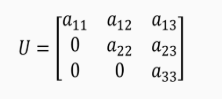 U = [a₁₁ a₁₂ a₁₃
0 a₂₂ a₂₃
0 0 a₃₃]